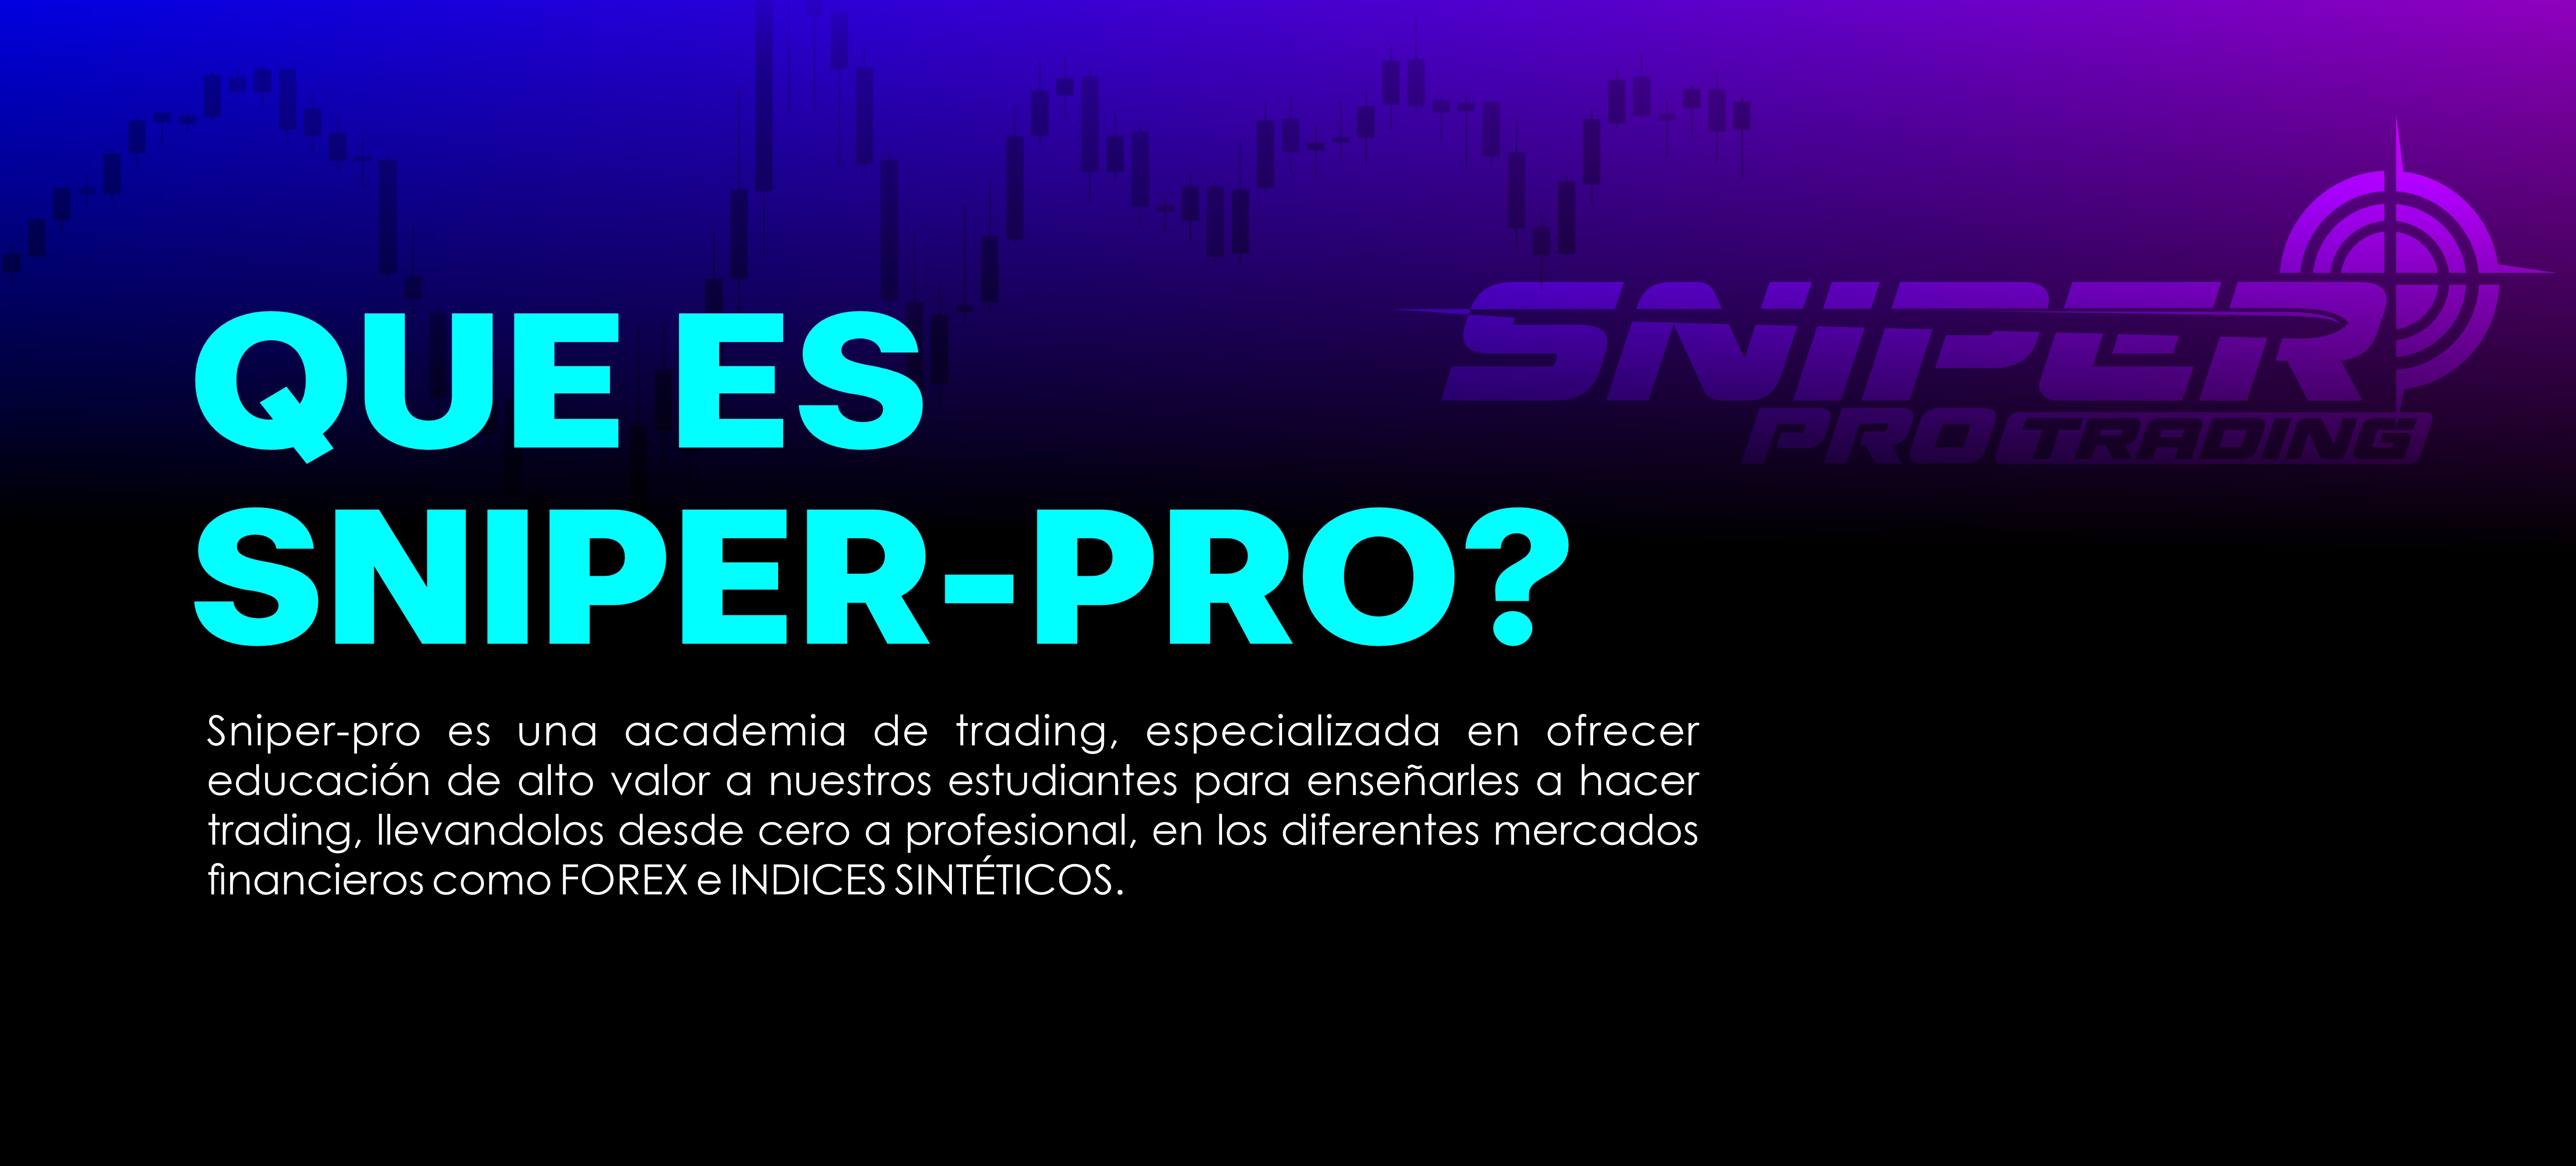 SNIPER
PRO TRADING
QUE ES
SNIPER-PRO?
Sniper-pro es una academia de trading, especializada en ofrecer
educación de alto valor a nuestros estudiantes para enseñarles a hacer
trading, llevandolos desde cero a profesional, en los diferentes mercados
financieros como FOREX e INDICES SINTÉTICOS.